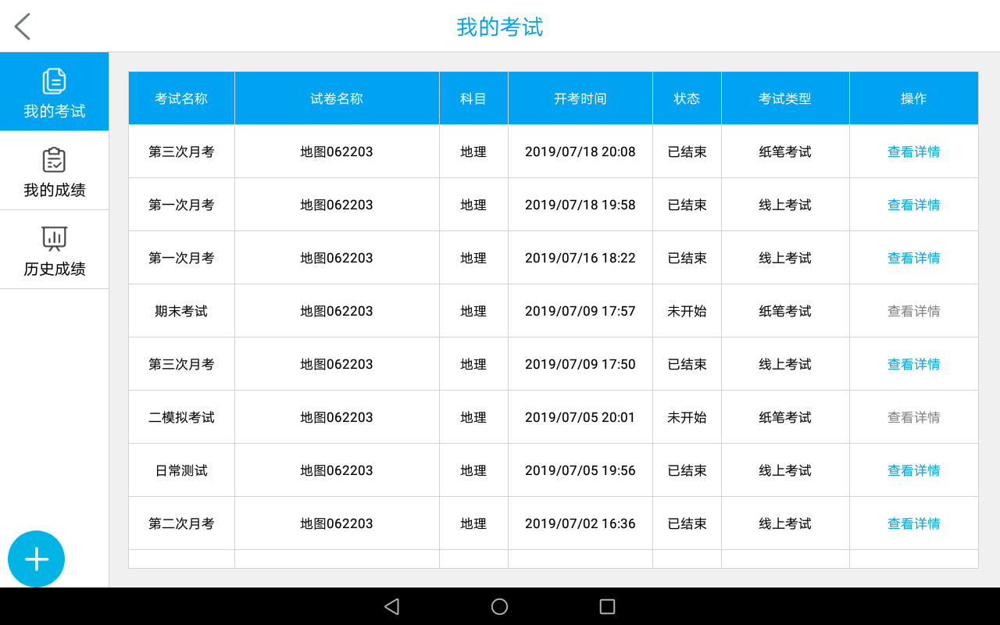 我的考试
我的考试
我的成绩
历史成绩
考试名称 试卷名称 科目 开考时间 状态 考试类型 操作
第三次月考 地图062203 地理 2019/07/18 20:08 已结束 纸笔考试 查看详情
第一次月考 地图062203 地理 2019/07/18 19:58 已结束 线上考试 查看详情
第一次月考 地图062203 地理 2019/07/16 18:22 已结束 线上考试 查看详情
期末考试 地图062203 地理 2019/07/09 17:57 未开始 纸笔考试 查看详情
第三次月考 地图062203 地理 2019/07/09 17:50 已结束 线上考试 查看详情
二模拟考试 地图062203 地理 2019/07/05 20:01 未开始 纸笔考试 查看详情
日常测试 地图062203 地理 2019/07/05 19:56 已结束 线上考试 查看详情
第二次月考 地图062203 地理 2019/07/02 16:36 已结束 线上考试 查看详情